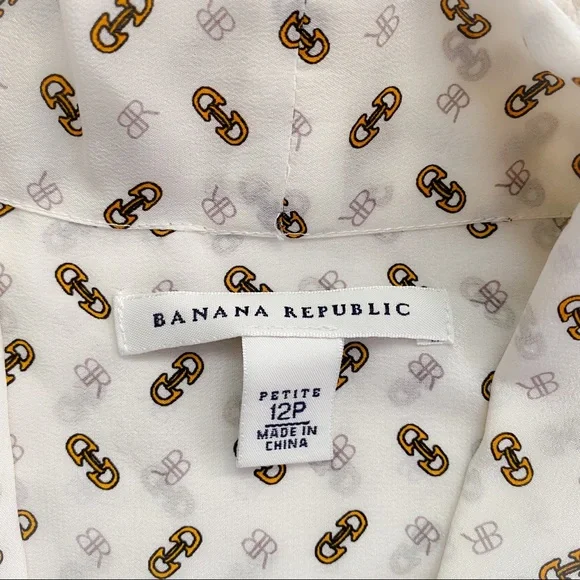 BANANA REPUBLIC
PETITE
12P
MADE IN
CHINA